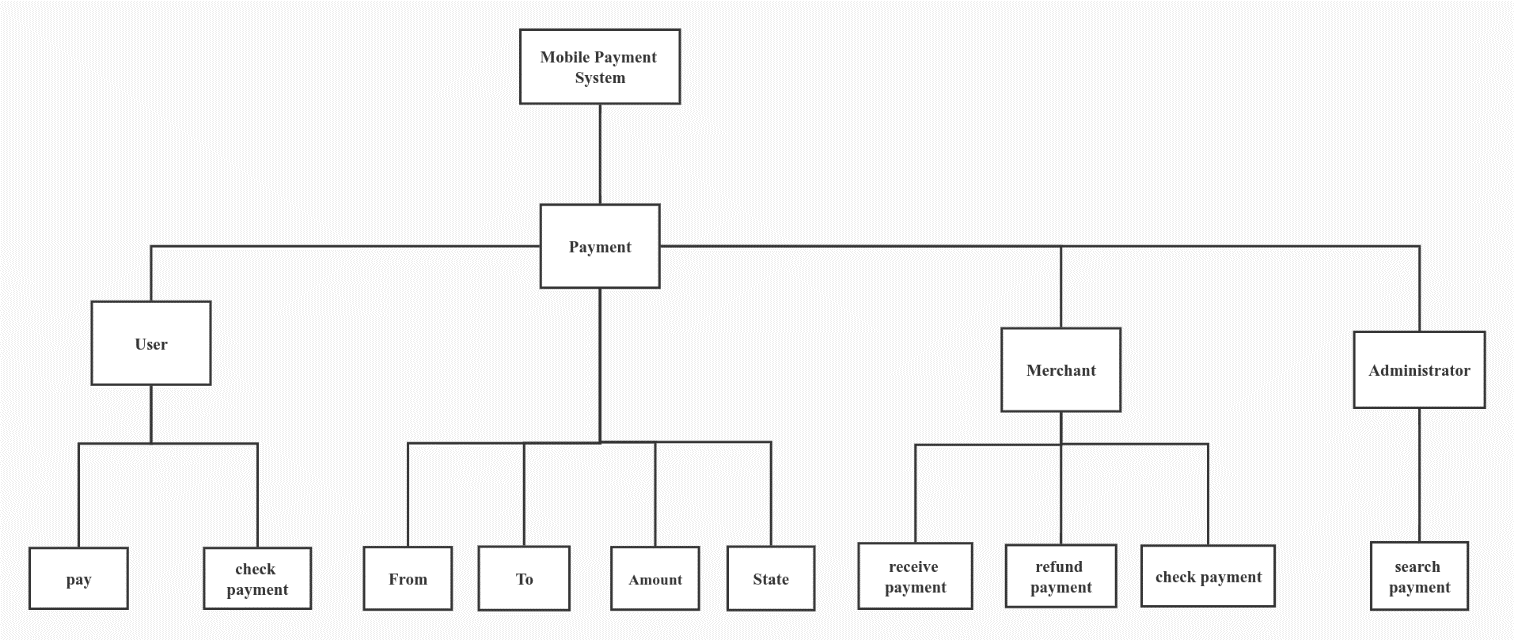 Mobile Payment
System
Payment
User
Merchant
Administrator
pay
check
payment
From
To
Amount
State
receive
payment
refund
payment
check payment
search
payment